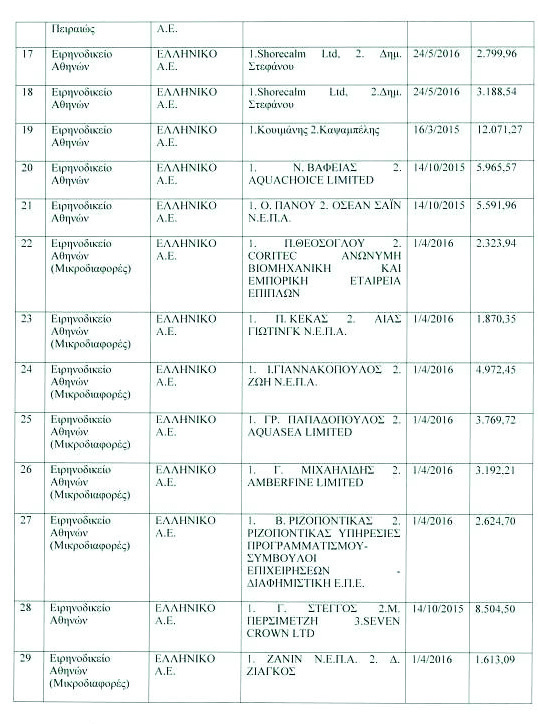 Πειραιώς Α.Ε.
17 Ειρηνοδικείο ΕΛΛΗΝΙΚΟ 1.Shorecalm Ltd, 2. Δημ. 24/5/2016 2.799,96
Αθηνών Α.Ε. Στεφάνου
18 Ειρηνοδικείο ΕΛΛΗΝΙΚΟ 1.Shorecalm Ltd, 2.Δημ. 24/5/2016 3.188,54
Αθηνών Α.Ε. Στεφάνου
19 Ειρηνοδικείο ΕΛΛΗΝΙΚΟ 1.Κουιμάνης 2.Καψαμπέλης 16/3/2015 12.071,27
Αθηνών Α.Ε.
20 Ειρηνοδικείο ΕΛΛΗΝΙΚΟ 1. Ν. ΒΑΦΕΙΑΣ 2. 14/10/2015 5.965,57
Αθηνών Α.Ε. AQUACHOICE LIMITED
21 Ειρηνοδικείο ΕΛΛΗΝΙΚΟ 1. Ο. ΠΑΝΟΥ 2. ΟΣΕΑΝ ΣΑΪΝ 14/10/2015 5.591,96
Αθηνών Α.Ε. Ν.Ε.Π.Α.
22 Ειρηνοδικείο ΕΛΛΗΝΙΚΟ 1. Π.ΘΕΟΣΟΓΛΟΥ 2. 1/4/2016 2.323,94
Αθηνών Α.Ε. CORITEC ΑΝΩΝΥΜΗ
(Μικροδιαφορές) ΒΙΟΜΗΧΑΝΙΚΗ ΚΑΙ
ΕΜΠΟΡΙΚΗ ΕΤΑΙΡΕΙΑ
ΕΠΙΠΛΩΝ
23 Ειρηνοδικείο ΕΛΛΗΝΙΚΟ 1. Π. ΚΕΚΑΣ 2. ΑΙΑΣ 1/4/2016 1.870,35
Αθηνών Α.Ε. ΓΙΩΤΙΝΓΚ Ν.Ε.Π.Α.
(Μικροδιαφορές)
24 Ειρηνοδικείο ΕΛΛΗΝΙΚΟ 1. Ι.ΓΙΑΝΝΑΚΟΠΟΥΛΟΣ 2. 1/4/2016 4.972,45
Αθηνών Α.Ε. ΖΩΗ Ν.Ε.Π.Α.
(Μικροδιαφορές)
25 Ειρηνοδικείο ΕΛΛΗΝΙΚΟ 1. ΓΡ. ΠΑΠΑΔΟΠΟΥΛΟΣ 2. 1/4/2016 3.769,72
Αθηνών Α.Ε. AQUASEA LIMITED
(Μικροδιαφορές)
26 Ειρηνοδικείο ΕΛΛΗΝΙΚΟ 1. Γ. ΜΙΧΑΗΛΙΔΗΣ 2. 1/4/2016 3.192,21
Αθηνών Α.Ε. AMBERFINE LIMITED
(Μικροδιαφορές)
27 Ειρηνοδικείο ΕΛΛΗΝΙΚΟ 1. Β. ΡΙΖΟΠΟΝΤΙΚΑΣ 2. 1/4/2016 2.624,70
Αθηνών Α.Ε. ΡΙΖΟΠΟΝΤΙΚΑΣ ΥΠΗΡΕΣΙΕΣ
(Μικροδιαφορές) ΠΡΟΓΡΑΜΜΑΤΙΣΜΟΥ-
ΣΥΜΒΟΥΛΟΙ
ΕΠΙΧΕΙΡΗΣΕΩΝ -
ΔΙΑΦΗΜΙΣΤΙΚΗ Ε.Π.Ε.
28 Ειρηνοδικείο ΕΛΛΗΝΙΚΟ 1. Γ. ΣΤΕΓΓΟΣ 2.Μ. 14/10/2015 8.504,50
Αθηνών Α.Ε. ΠΕΡΣΙΜΕΤΖΗ 3.SEVEN
CROWN LTD
29 Ειρηνοδικείο ΕΛΛΗΝΙΚΟ 1. ΖΑΝΙΝ Ν.Ε.Π.Α. 2. Δ. 1/4/2016 1.613,09
Αθηνών Α.Ε. ΖΙΑΓΚΟΣ
(Μικροδιαφορές)